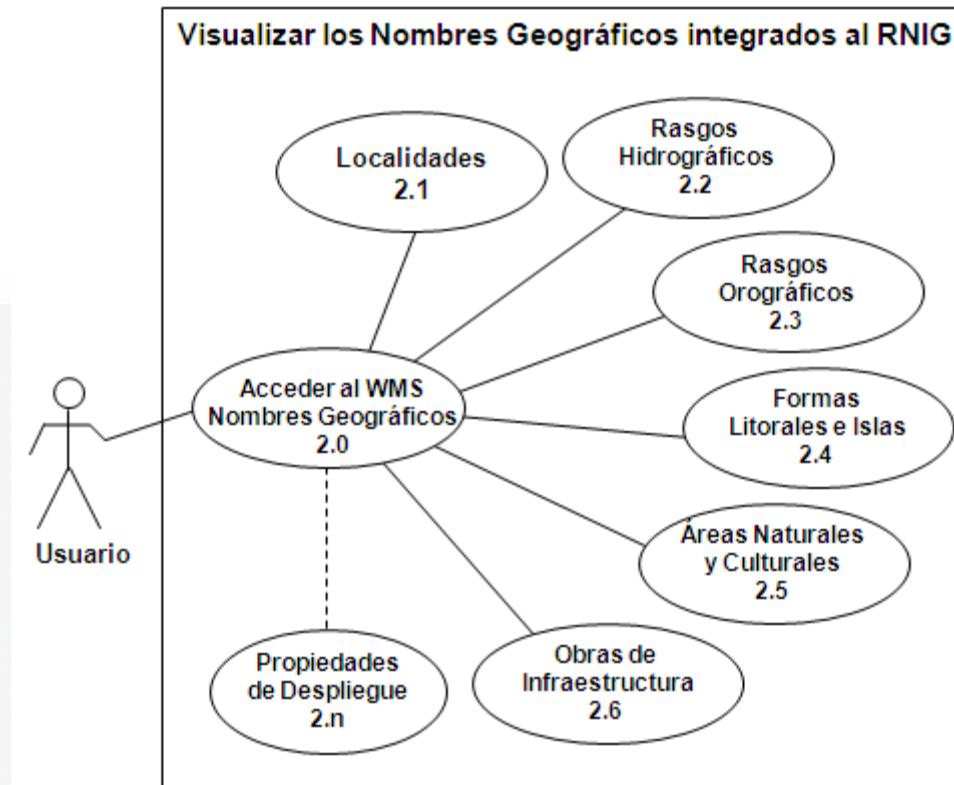 Visualizar los Nombres Geográficos integrados al RNIG
Localidades
2.1
Rasgos
Hidrográficos
2.2
Rasgos
Orográficos
2.3
Acceder al WMS
Nombres Geográficos
2.0
Formas
Litorales e Islas
2.4
Áreas Naturales
y Culturales
2.5
Obras de
Infraestructura
2.6
Propiedades
de Despliegue
2.n
Usuario